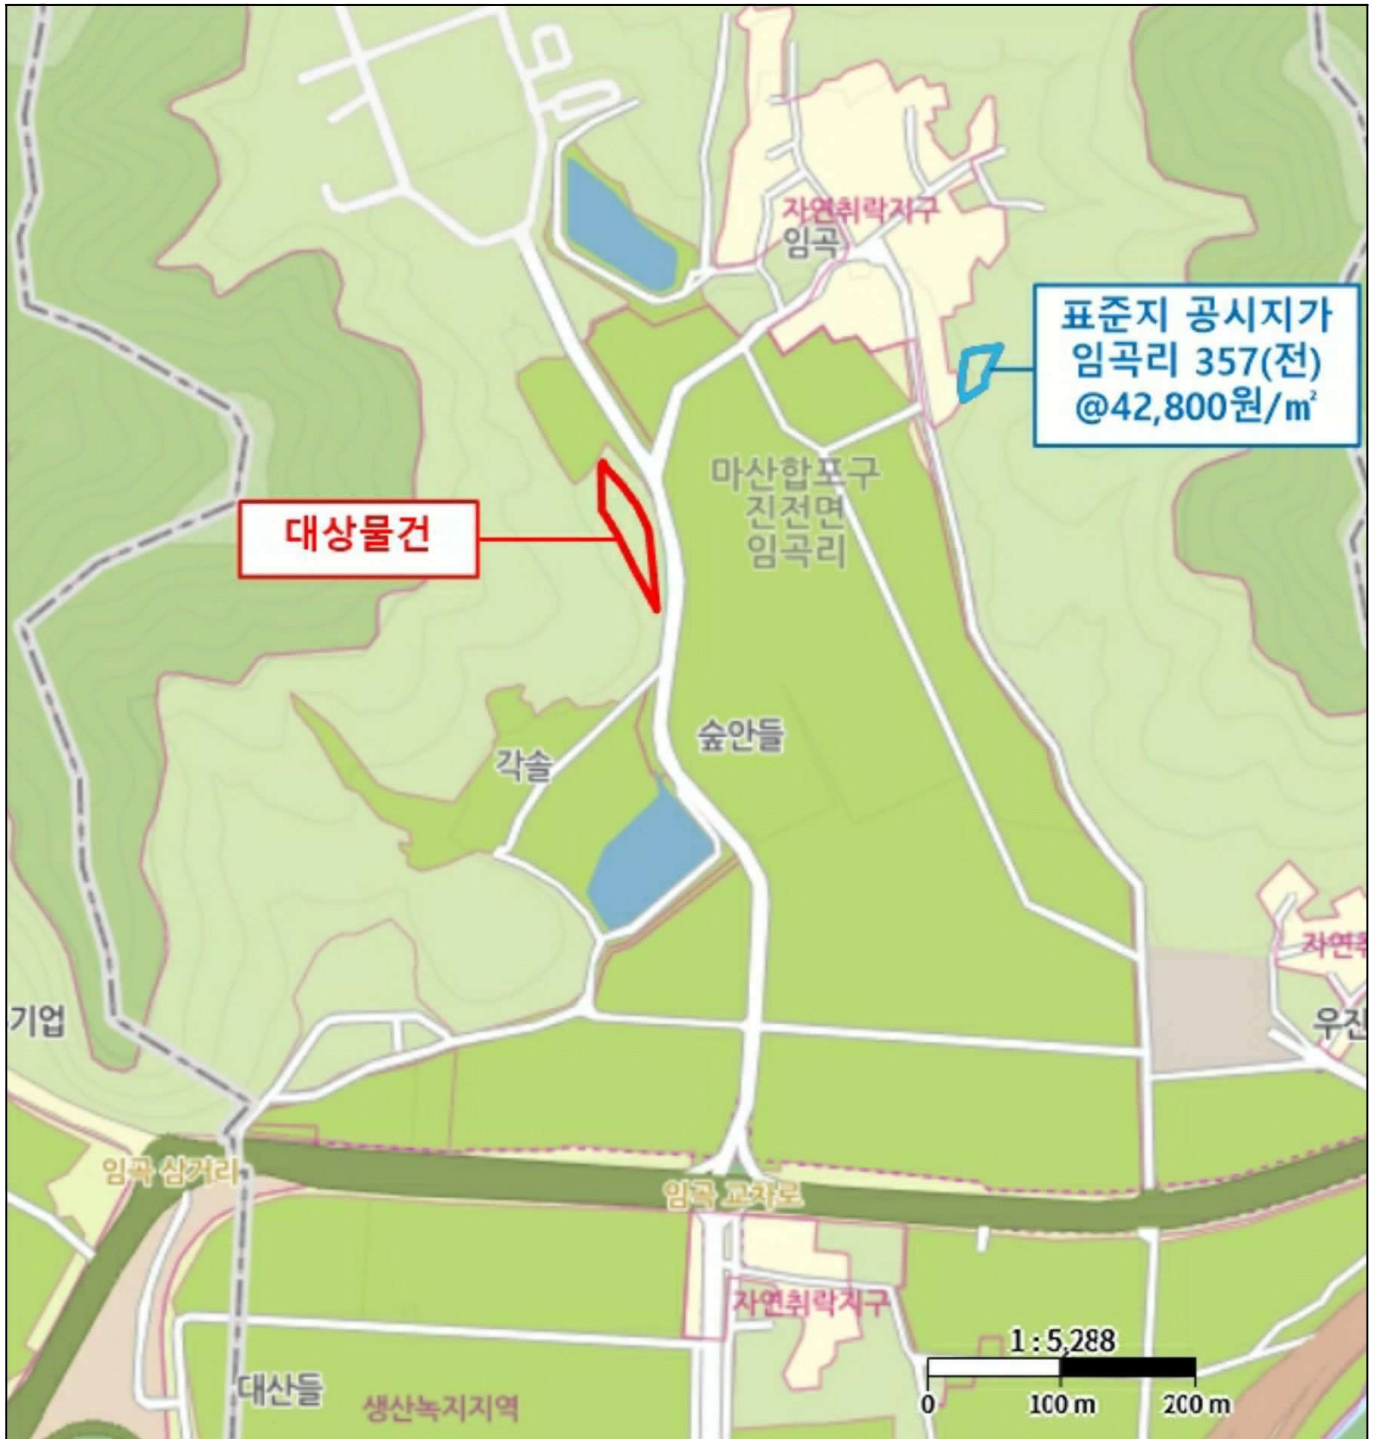 자연취락지구
임곡
표준지 공시지가
임곡리 357(전)
@42,800원/㎡
마산합포구
진전면
임곡리
대상물건
숲안들
각솔
자연취
기업
우진
임곡 삼거리
임곡 교차로
자연취락지구
1 : 5,288
대산들
생산녹지지역
0 100 m 200 m